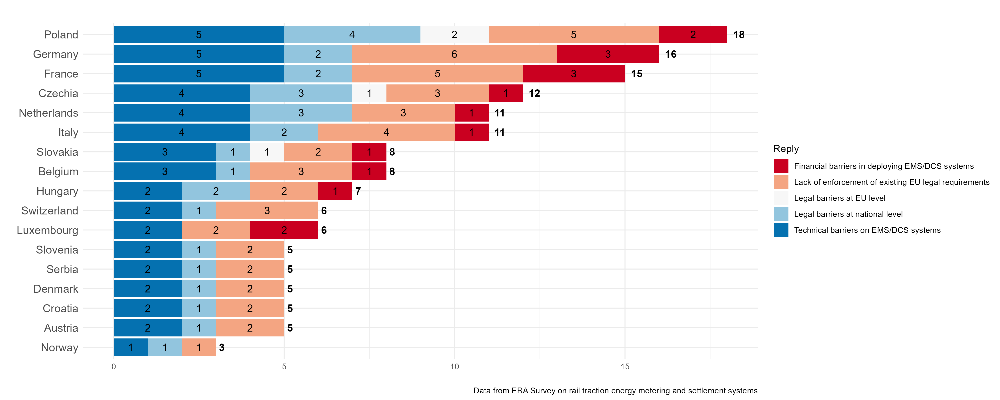 Poland 5 4 2 5 2 18
Germany 5 2 6 3 16
France 5 2 5 3 15
Czechia 4 3 1 3 1 12
Netherlands 4 3 3 1 11
Italy 4 2 4 1 11
Slovakia 3 1 1 2 1 8
Belgium 3 1 3 1 8
Hungary 2 2 2 1 7
Switzerland 2 1 3 6
Luxembourg 2 2 2 6
Slovenia 2 1 2 5
Serbia 2 1 2 5
Denmark 2 1 2 5
Croatia 2 1 2 5
Austria 2 1 2 5
Norway 1 1 1 3
0 5 10 15
Reply
Financial barriers in deploying EMS/DCS systems
Lack of enforcement of existing EU legal requirements
Legal barriers at EU level
Legal barriers at national level
Technical barriers on EMS/DCS systems
Data from ERA Survey on rail traction energy metering and settlement systems